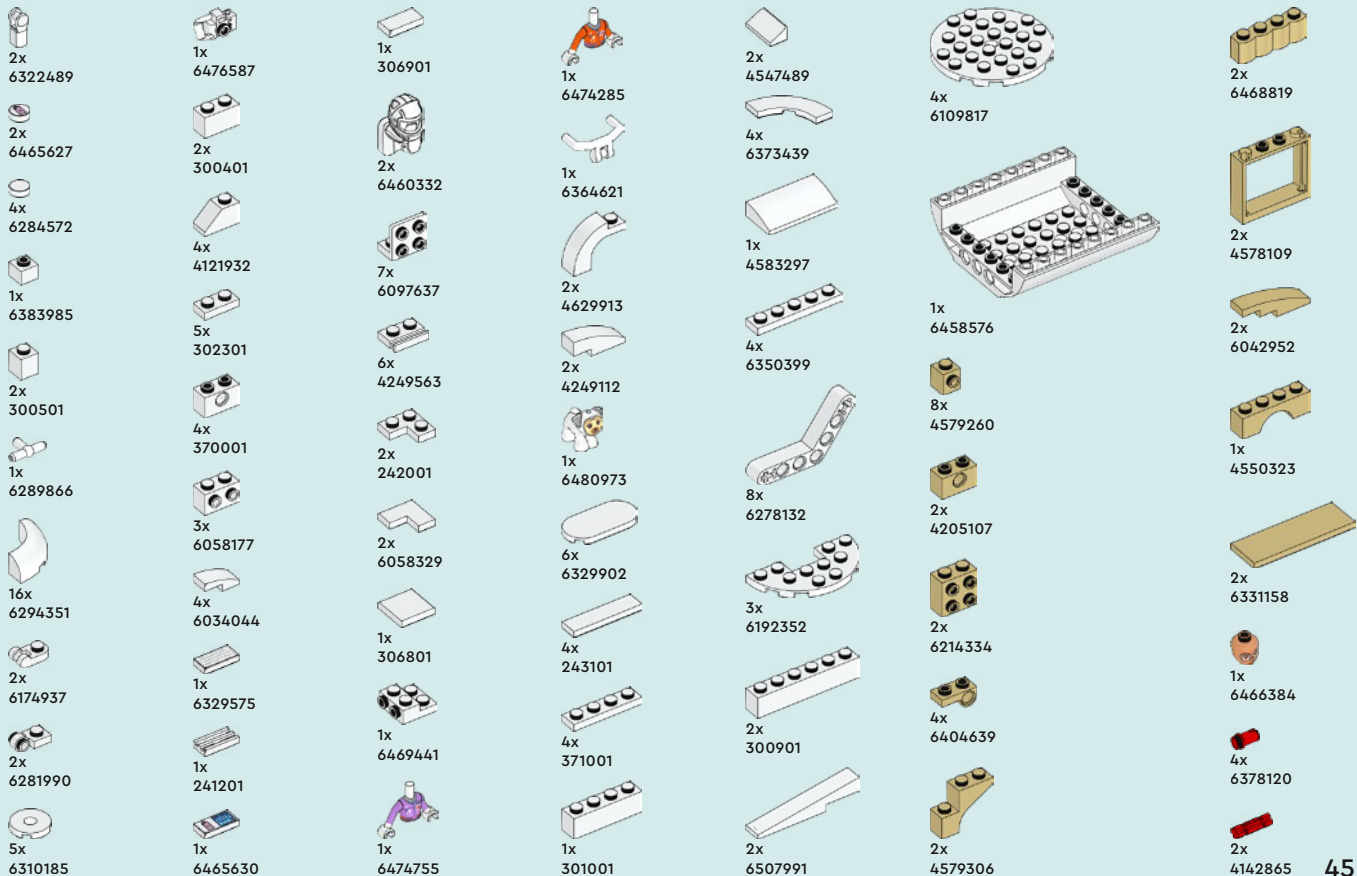 2x
6322489
2x
6465627
4x
6284572
1x
6383985
2x
300501
1x
6289866
16x
6294351
2x
6174937
2x
6281990
5x
6310185
1x
6476587
2x
300401
4x
4121932
5x
302301
4x
370001
3x
6058177
4x
6034044
1x
6329575
1x
241201
1x
6465630
1x
306901
2x
6460332
7x
6097637
6x
4249563
2x
242001
2x
6058329
1x
306801
1x
6469441
1x
6474755
1x
6474285
1x
6364621
2x
4629913
2x
4249112
1x
6480973
6x
6329902
4x
243101
4x
371001
1x
301001
2x
4547489
4x
6373439
1x
4583297
4x
6350399
8x
6278132
3x
6192352
2x
300901
2x
6507991
4x
6109817
1x
6458576
8x
4579260
2x
4205107
2x
6214334
4x
6404639
2x
4579306
2x
6468819
2x
4578109
2x
6042952
1x
4550323
2x
6331158
1x
6466384
4x
6378120
2x
4142865
45